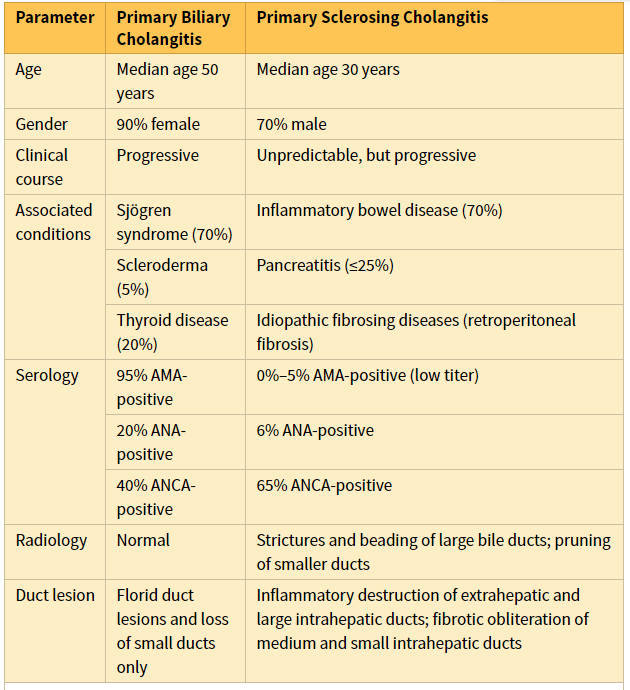 Parameter
Primary Biliary
Cholangitis
Primary Sclerosing Cholangitis
Age
Median age 50
years
Median age 30 years
Gender
90% female
70% male
Clinical
course
Progressive
Unpredictable, but progressive
Associated
conditions
Sjögren
syndrome (70%)
Inflammatory bowel disease (70%)
Scleroderma
(5%)
Pancreatitis (≤25%)
Thyroid disease
(20%)
Idiopathic fibrosing diseases (retroperitoneal
fibrosis)
Serology
95% AMA-
positive
0%–5% AMA-positive (low titer)
20% ANA-
positive
6% ANA-positive
40% ANCA-
positive
65% ANCA-positive
Radiology
Normal
Strictures and beading of large bile ducts; pruning
of smaller ducts
Duct lesion
Florid duct
lesions and loss
of small ducts
only
Inflammatory destruction of extrahepatic and
large intrahepatic ducts; fibrotic obliteration of
medium and small intrahepatic ducts